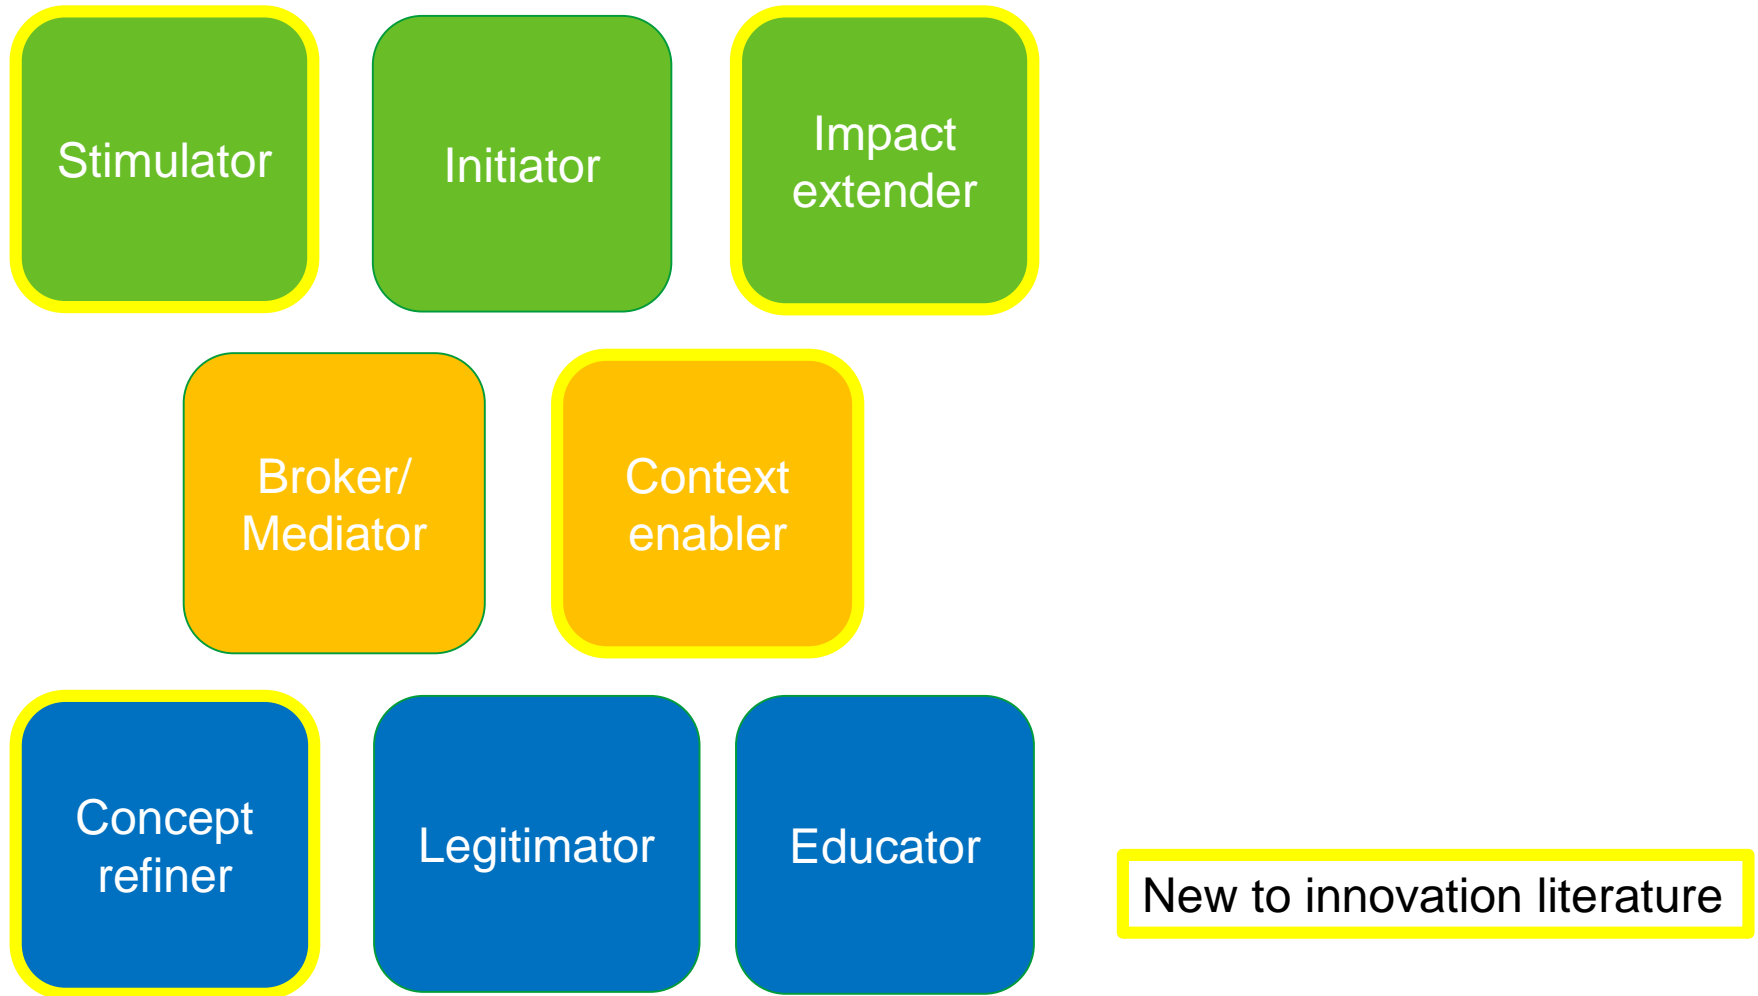 Stimulator
Initiator
Impact
extender
Broker/
Mediator
Context
enabler
Concept
refiner
Legitimator
Educator
New to innovation literature